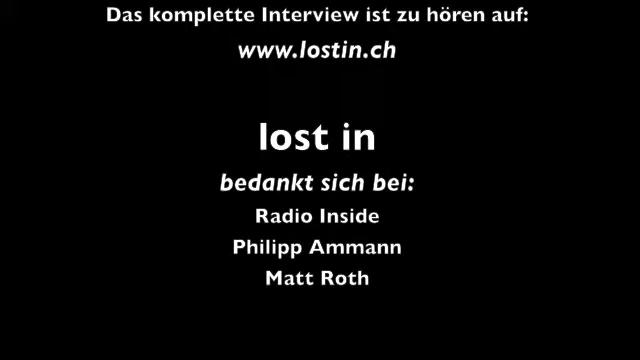 Das komplette Interview ist zu hören auf:
www.lostin.ch
lost in
bedankt sich bei:
Radio Inside
Philipp Ammann
Matt Roth